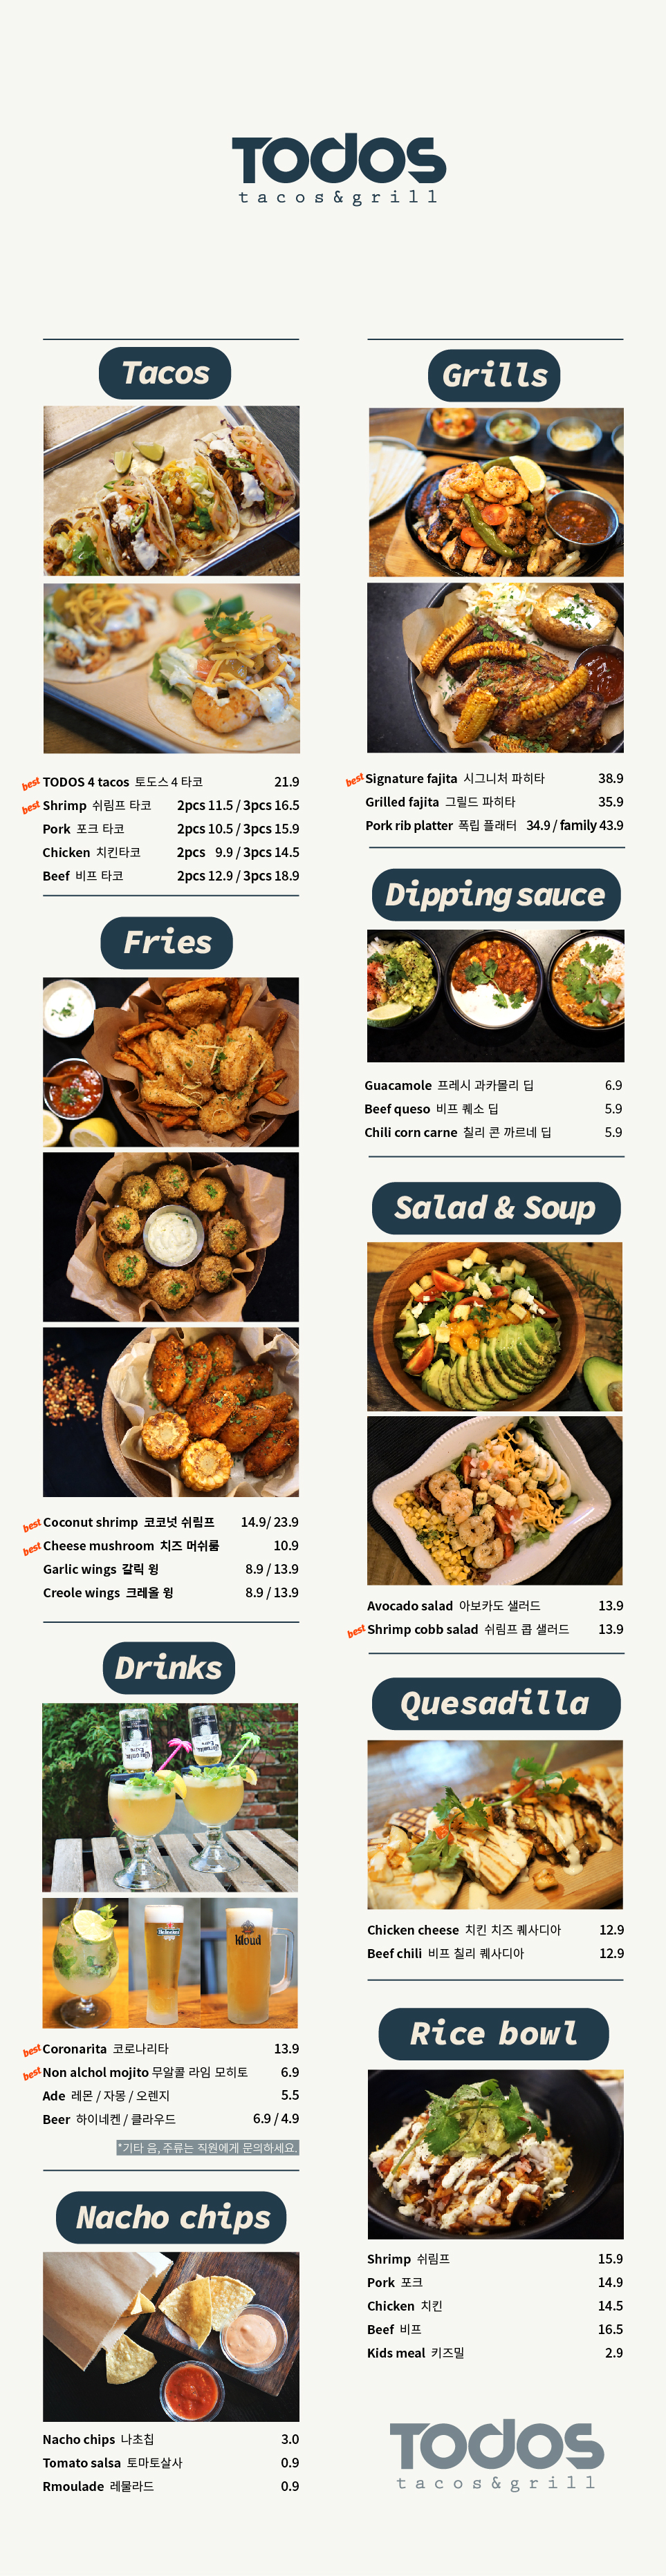 Todos
tacos&grill
Tacos
best TODOS 4 tacos 토도스 4 타코 21.9
best Shrimp 쉬림프 타코 2pcs 11.5 / 3pcs 16.5
Pork 포크 타코 2pcs 10.5 / 3pcs 15.9
Chicken 치킨타코 2pcs 9.9 / 3pcs 14.5
Beef 비프 타코 2pcs 12.9 / 3pcs 18.9
Fries
best Coconut shrimp 코코넛 쉬림프 14.9/ 23.9
best Cheese mushroom 치즈 머쉬룸 10.9
Garlic wings 갈릭 윙 8.9 / 13.9
Creole wings 크레올 윙 8.9 / 13.9
Drinks
Heineken
Kloud
best Coronarita 코로나리타 13.9
best Non alchol mojito 무알콜 라임 모히토 6.9
Ade 레몬 / 자몽 / 오렌지 5.5
Beer 하이네켄 / 클라우드 6.9 / 4.9
*기타 음, 주류는 직원에게 문의하세요.
Nacho chips
Nacho chips 나초칩 3.0
Tomato salsa 토마토살사 0.9
Rmoulade 레물라드 0.9
Grills
best Signature fajita 시그니처 파히타 38.9
Grilled fajita 그릴드 파히타 35.9
Pork rib platter 폭립 플래터 34.9 / family 43.9
Dipping sauce
Guacamole 프레시 과카몰리 딥 6.9
Beef queso 비프 퀘소 딥 5.9
Chili corn carne 칠리 콘 까르네 딥 5.9
Salad & Soup
Avocado salad 아보카도 샐러드 13.9
best Shrimp cobb salad 쉬림프 콥 샐러드 13.9
Quesadilla
Chicken cheese 치킨 치즈 퀘사디아 12.9
Beef chili 비프 칠리 퀘사디아 12.9
Rice bowl
Shrimp 쉬림프 15.9
Pork 포크 14.9
Chicken 치킨 14.5
Beef 비프 16.5
Kids meal 키즈밀 2.9
Todos
tacos&grill